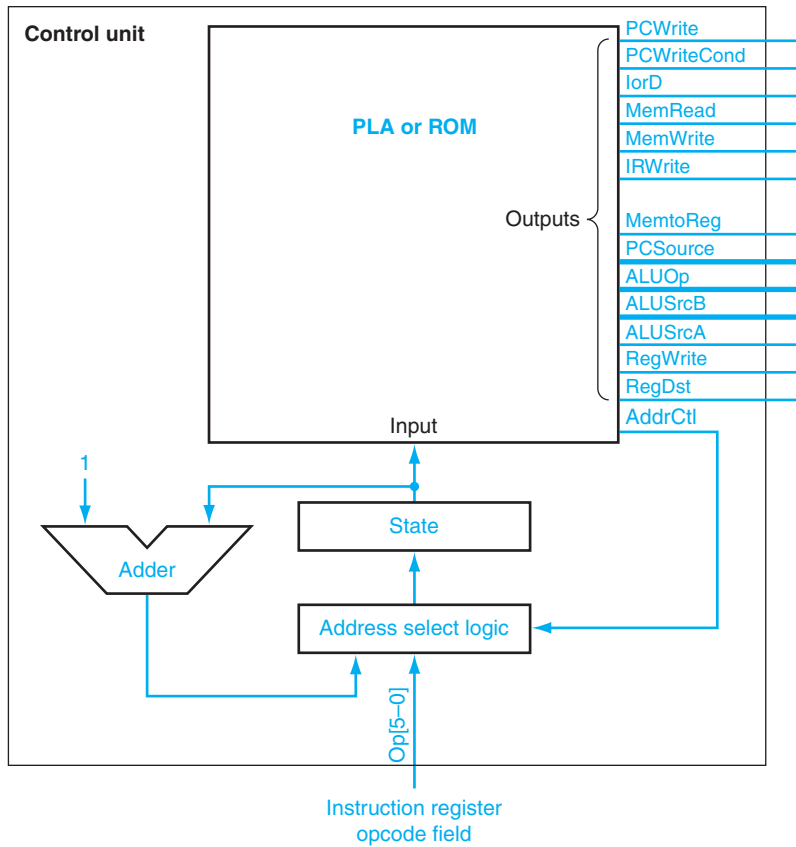 Control unit
PLA or ROM
Outputs
Input
PCWrite
PCWriteCond
IorD
MemRead
MemWrite
IRWrite
MemtoReg
PCSource
ALUOp
ALUSrcB
ALUSrcA
RegWrite
RegDst
AddrCtl
1
State
Adder
Address select logic
Op[5–0]
Instruction register
opcode field